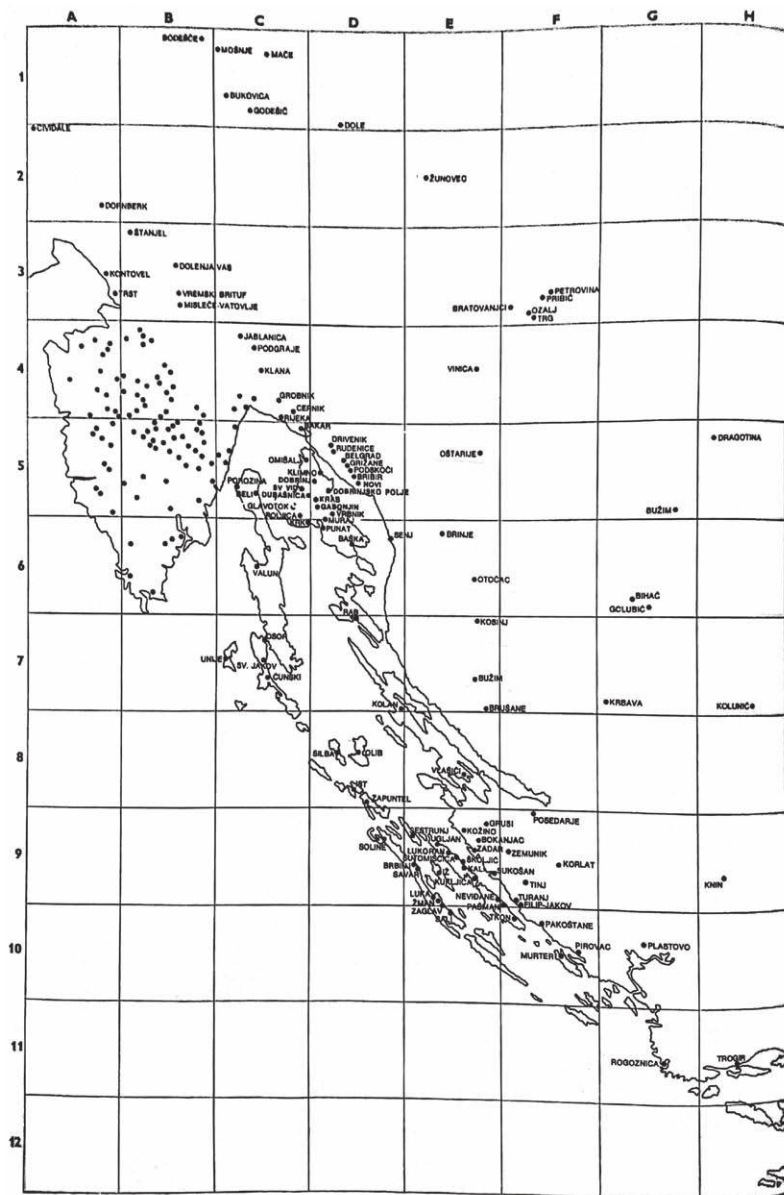 A B C D E F G H
BODEŠČE
MOŠNJE
MAČE
1
BUKOVICA
GODEŠIČ
ČIVIDALE
DOLE
2
ŽUNOVEC
DORNBERK
ŠTANJEL
3
KONTOVEL
DOLENJA VAS
TRST
VREMSKI BRITUF
MISLEČE-VATOVLJE
PETROVINA
PRIBIĆ
BRATOVANJCI
OZALJ
TRG
4
JABLANICA
PODGRAJE
KLANA
VINICA
GROBNIK
CERNIK
RIJEKA
BAKAR
5
DRIVENIK
RUDENICE
BELGRAD
GRIŽANE
PODSKOČI
BRIBIR
NOVI
OŠTARIJE
DRAGOTINA
OMIŠALJ
KLIMNO
DOBRINJ
SV VID
DOBRINJSKO POLJE
POROZINA
BELI
DUBAŠNICA
KRAS
GLAVOTOK
GABONJIN
VRBNIK
KRK
MURAJ
PUNAT
BUŽIM
6
BAŠKA
SENJ
BRINJE
VALUN
OTOČAC
BIHAĆ
GOLUBIĆ
RAB
KOSINJ
7
OSOR
UNIJE
SV. JAKOV
ČUNSKI
BUŽIM
KOLAN
BRUŠANE
KRBAVA
KOLUNIĆ
8
SILBA
OLIB
VLAŠIĆI
IST
ZAPUNTEL
POSEDARJE
9
SESTRUNJ
KOŽINO
GRUSI
SOLINE
UGLJAN
BOKANJAC
LUKORAN
ZADAR
ZEMUNIK
SUTOMIŠĆICA
ŠKOLJIĆ
BRBINJ
KALI
SUKOŠAN
KORLAT
SAVAR
IŽ
KUKLJICA
TINJ
KNIN
LUKA
NEVIĐANE
TURANJ
ŽMAN
PAŠMAN
FILIP-JAKOV
ZAGLAV
SALI
TKON
10
PAKOŠTANE
PIROVAC
MURTER
PLASTOVO
11
ROGOZNICA
TROGIR
12